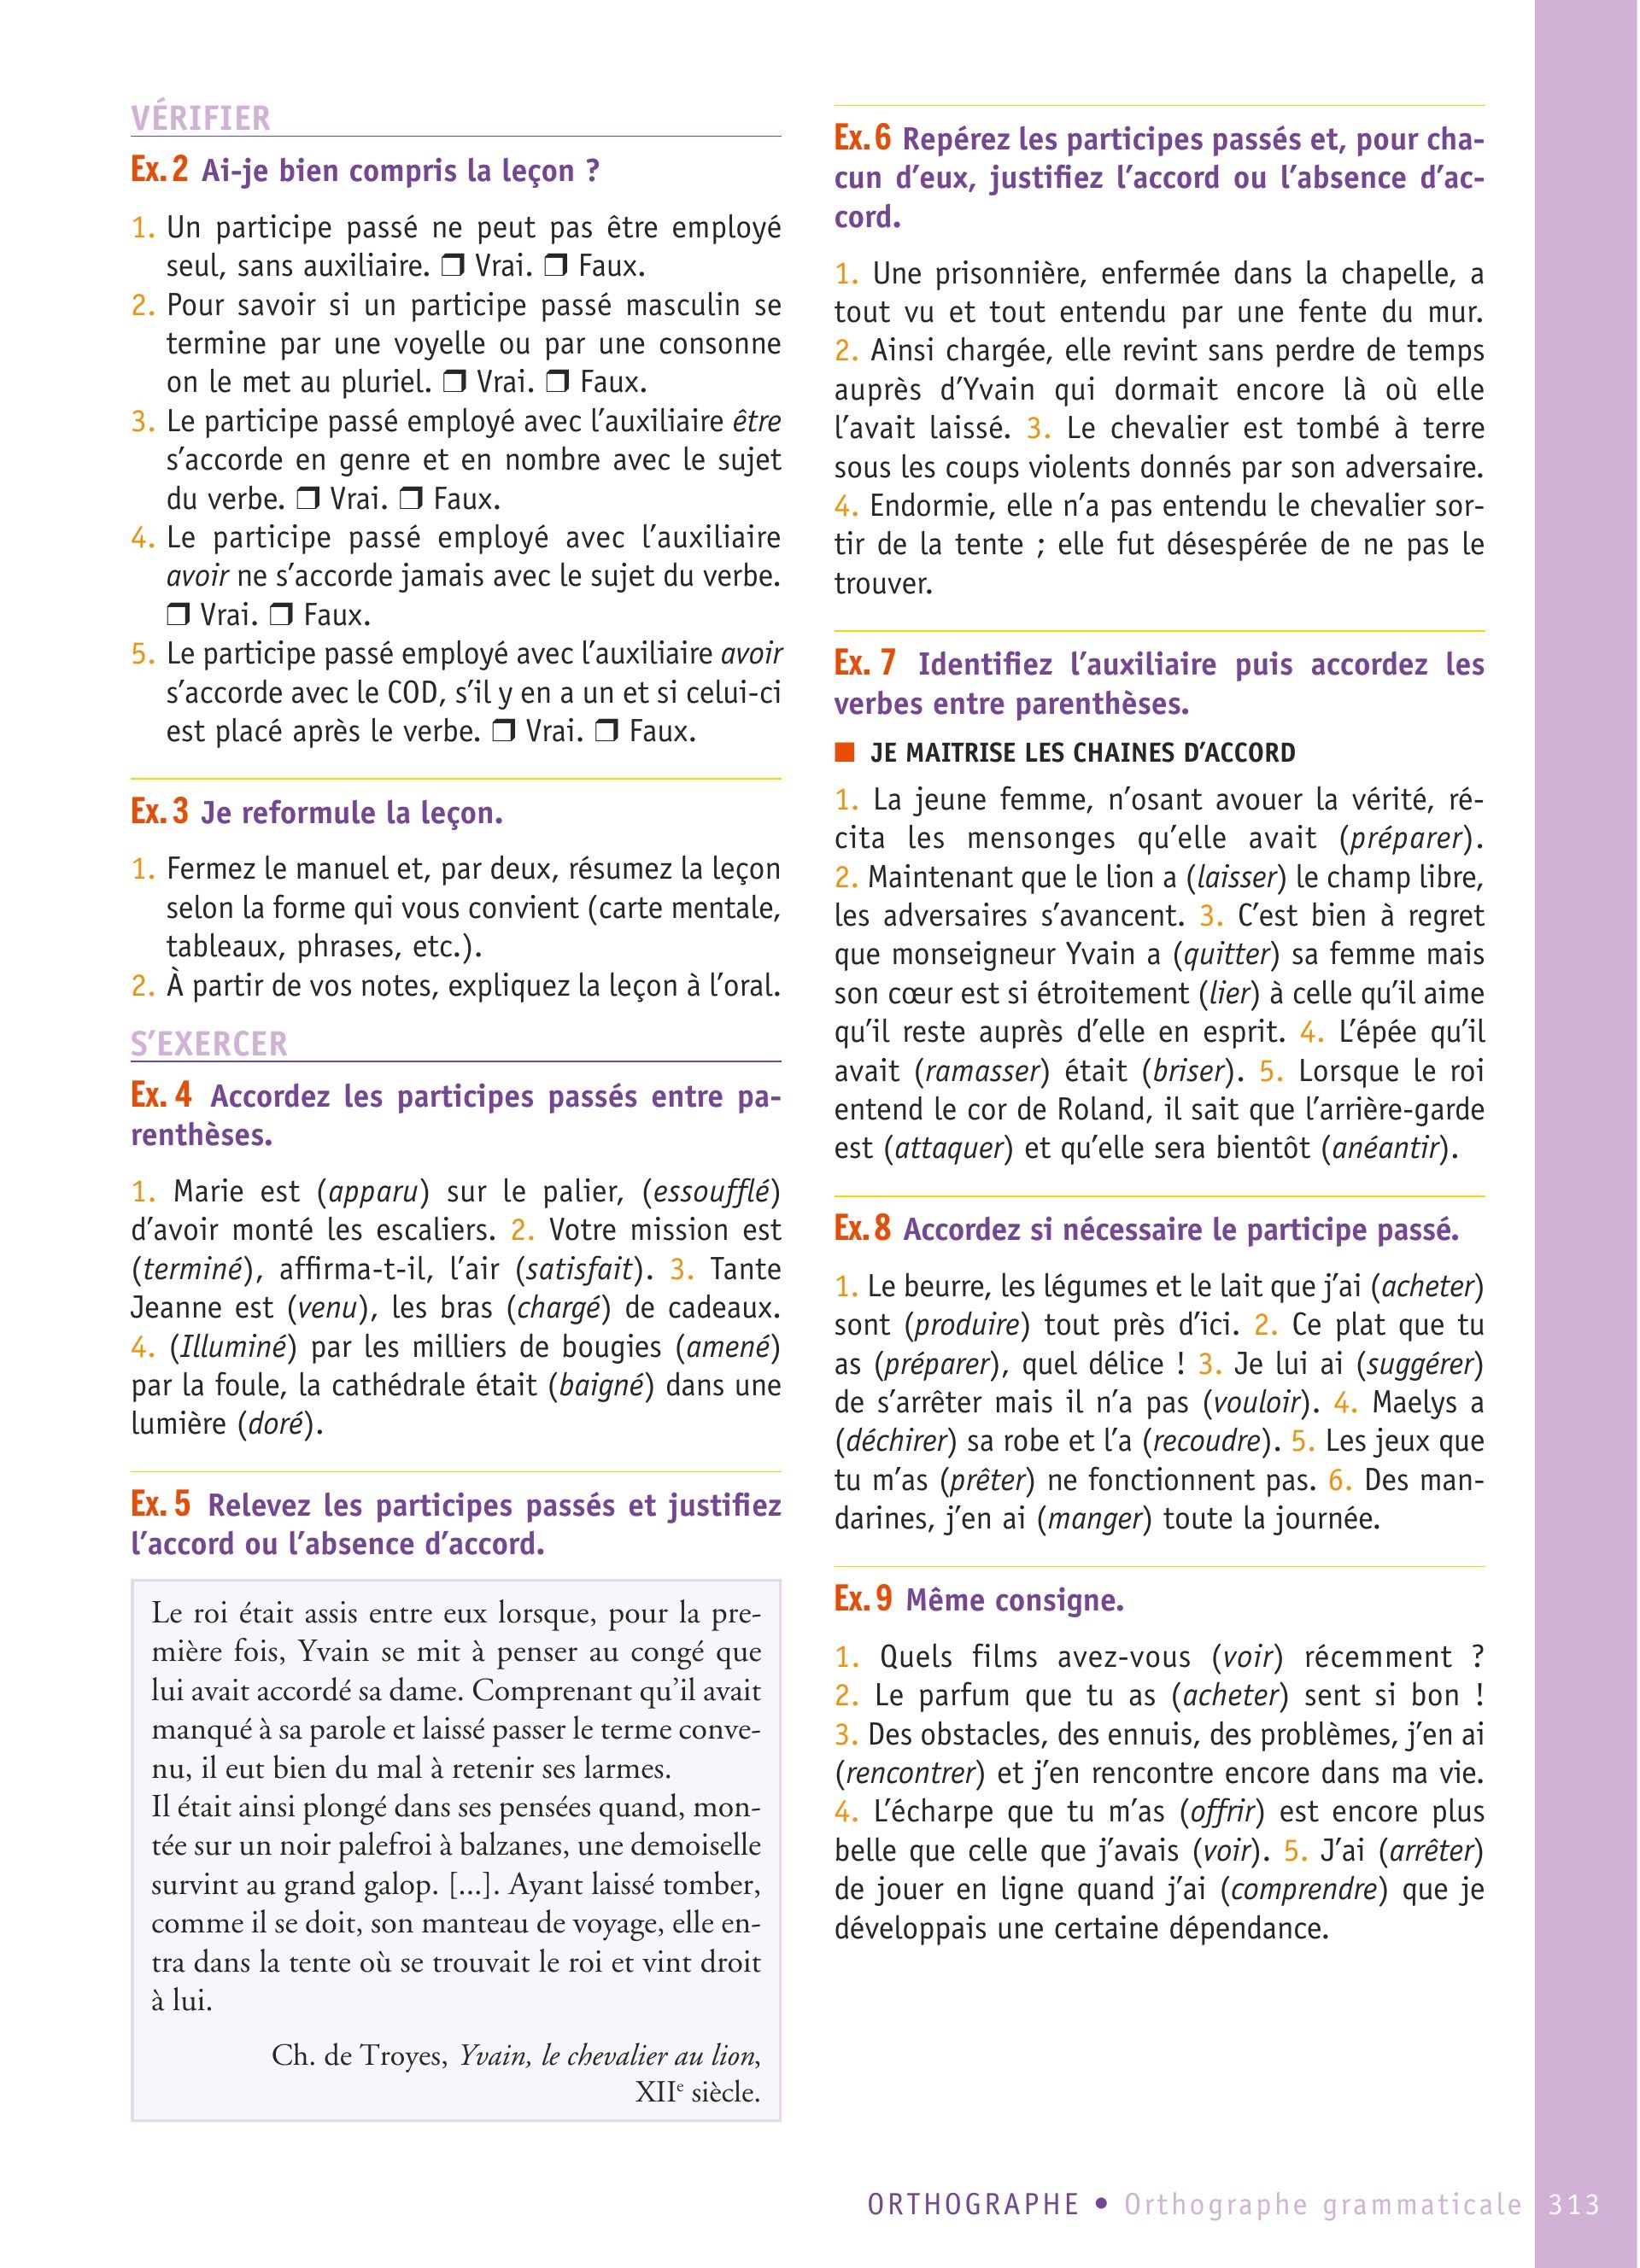 VÉRIFIER
Ex. 2 Ai-je bien compris la leçon ?
1. Un participe passé ne peut pas être employé
seul, sans auxiliaire. ❒ Vrai. ❒ Faux.
2. Pour savoir si un participe passé masculin se
termine par une voyelle ou par une consonne
on le met au pluriel. ❒ Vrai. ❒ Faux.
3. Le participe passé employé avec l’auxiliaire être
s’accorde en genre et en nombre avec le sujet
du verbe. ❒ Vrai. ❒ Faux.
4. Le participe passé employé avec l’auxiliaire
avoir ne s’accorde jamais avec le sujet du verbe.
❒ Vrai. ❒ Faux.
5. Le participe passé employé avec l’auxiliaire avoir
s’accorde avec le COD, s’il y en a un et si celui-ci
est placé après le verbe. ❒ Vrai. ❒ Faux.
Ex. 3 Je reformule la leçon.
1. Fermez le manuel et, par deux, résumez la leçon
selon la forme qui vous convient (carte mentale,
tableaux, phrases, etc.).
2. À partir de vos notes, expliquez la leçon à l’oral.
S’EXERCER
Ex. 4 Accordez les participes passés entre pa-
renthèses.
1. Marie est (apparu) sur le palier, (essoufflé)
d’avoir monté les escaliers. 2. Votre mission est
(terminé), affirma-t-il, l’air (satisfait). 3. Tante
Jeanne est (venu), les bras (chargé) de cadeaux.
4. (Illuminé) par les milliers de bougies (amené)
par la foule, la cathédrale était (baigné) dans une
lumière (doré).
Ex. 5 Relevez les participes passés et justifiez
l’accord ou l’absence d’accord.
Le roi était assis entre eux lorsque, pour la pre-
mière fois, Yvain se mit à penser au congé que
lui avait accordé sa dame. Comprenant qu’il avait
manqué à sa parole et laissé passer le terme conve-
nu, il eut bien du mal à retenir ses larmes.
Il était ainsi plongé dans ses pensées quand, mon-
tée sur un noir palefroi à balzanes, une demoiselle
survint au grand galop. [...]. Ayant laissé tomber,
comme il se doit, son manteau de voyage, elle en-
tra dans la tente où se trouvait le roi et vint droit
à lui.
Ch. de Troyes, Yvain, le chevalier au lion,
XIIe siècle.
Ex. 6 Repérez les participes passés et, pour cha-
cun d’eux, justifiez l’accord ou l’absence d’ac-
cord.
1. Une prisonnière, enfermée dans la chapelle, a
tout vu et tout entendu par une fente du mur.
2. Ainsi chargée, elle revint sans perdre de temps
auprès d’Yvain qui dormait encore là où elle
l’avait laissé. 3. Le chevalier est tombé à terre
sous les coups violents donnés par son adversaire.
4. Endormie, elle n’a pas entendu le chevalier sor-
tir de la tente ; elle fut désespérée de ne pas le
trouver.
Ex. 7 Identifiez l’auxiliaire puis accordez les
verbes entre parenthèses.
■ JE MAITRISE LES CHAINES D’ACCORD
1. La jeune femme, n’osant avouer la vérité, ré-
cita les mensonges qu’elle avait (préparer).
2. Maintenant que le lion a (laisser) le champ libre,
les adversaires s’avancent. 3. C’est bien à regret
que monseigneur Yvain a (quitter) sa femme mais
son cœur est si étroitement (lier) à celle qu’il aime
qu’il reste auprès d’elle en esprit. 4. L’épée qu’il
avait (ramasser) était (briser). 5. Lorsque le roi
entend le cor de Roland, il sait que l’arrière-garde
est (attaquer) et qu’elle sera bientôt (anéantir).
Ex. 8 Accordez si nécessaire le participe passé.
1. Le beurre, les légumes et le lait que j’ai (acheter)
sont (produire) tout près d’ici. 2. Ce plat que tu
as (préparer), quel délice ! 3. Je lui ai (suggérer)
de s’arrêter mais il n’a pas (vouloir). 4. Maelys a
(déchirer) sa robe et l’a (recoudre). 5. Les jeux que
tu m’as (prêter) ne fonctionnent pas. 6. Des man-
darines, j’en ai (manger) toute la journée.
Ex. 9 Même consigne.
1. Quels films avez-vous (voir) récemment ?
2. Le parfum que tu as (acheter) sent si bon !
3. Des obstacles, des ennuis, des problèmes, j’en ai
(rencontrer) et j’en rencontre encore dans ma vie.
4. L’écharpe que tu m’as (offrir) est encore plus
belle que celle que j’avais (voir). 5. J’ai (arrêter)
de jouer en ligne quand j’ai (comprendre) que je
développais une certaine dépendance.
ORTHOGRAPHE • Orthographe grammaticale 313